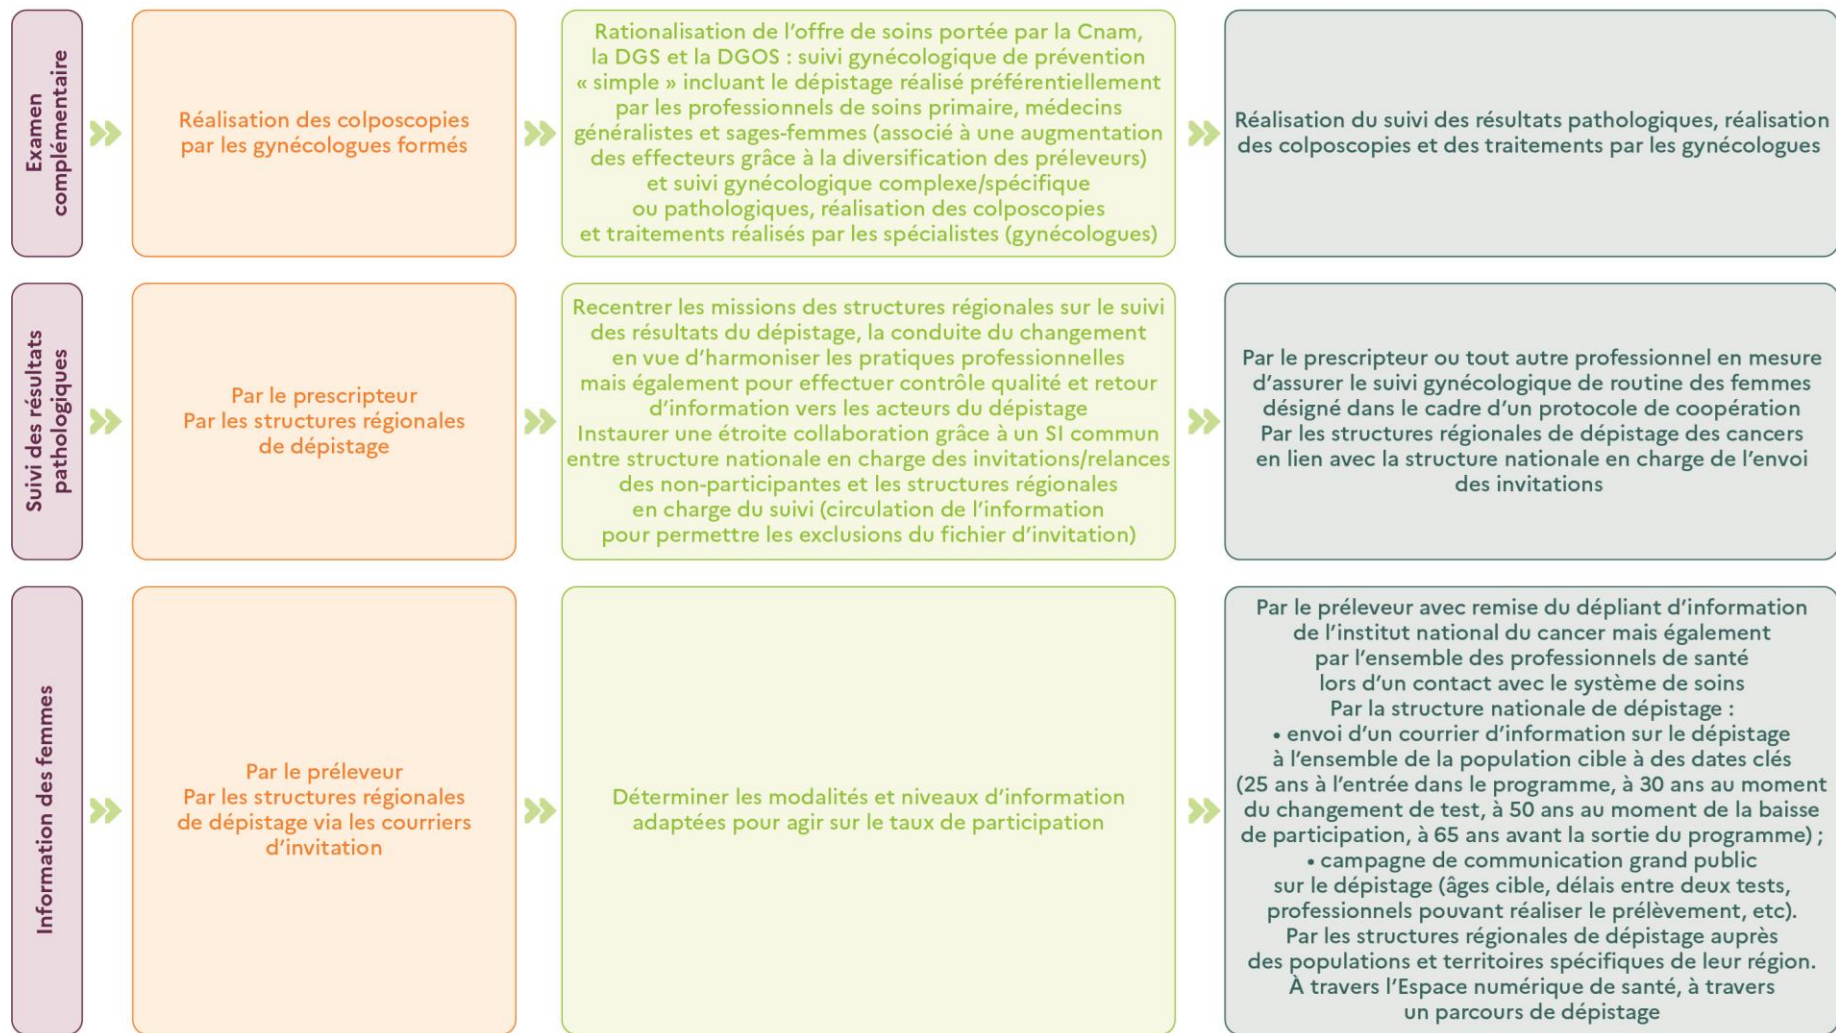 Examen
complémentaire
Réalisation des colposcopies
par les gynécologues formés
Rationalisation de l'offre de soins portée par la Cnam,
la DGS et la DGOS : suivi gynécologique de prévention
« simple » incluant le dépistage réalisé préférentiellement
par les professionnels de soins primaire, médecins
généralistes et sages-femmes (associé à une augmentation
des effecteurs grâce à la diversification des préleveurs)
et suivi gynécologique complexe/spécifique
ou pathologiques, réalisation des colposcopies
et traitements réalisés par les spécialistes (gynécologues)
Réalisation du suivi des résultats pathologiques, réalisation
des colposcopies et des traitements par les gynécologues
Suivi des résultats
pathologiques
Par le prescripteur
Par les structures régionales
de dépistage
Recentrer les missions des structures régionales sur le suivi
des résultats du dépistage, la conduite du changement
en vue d'harmoniser les pratiques professionnelles
mais également pour effectuer contrôle qualité et retour
d'information vers les acteurs du dépistage
Instaurer une étroite collaboration grâce à un SI commun
entre structure nationale en charge des invitations/relances
des non-participantes et les structures régionales
en charge du suivi (circulation de l'information
pour permettre les exclusions du fichier d'invitation)
Par le prescripteur ou tout autre professionnel en mesure
d'assurer le suivi gynécologique de routine des femmes
désigné dans le cadre d'un protocole de coopération
Par les structures régionales de dépistage des cancers
en lien avec la structure nationale en charge de l'envoi
des invitations
Information des femmes
Par le préleveur
Par les structures régionales
de dépistage via les courriers
d'invitation
Déterminer les modalités et niveaux d'information
adaptées pour agir sur le taux de participation
Par le préleveur avec remise du dépliant d'information
de l'institut national du cancer mais également
par l'ensemble des professionnels de santé
lors d'un contact avec le système de soins
Par la structure nationale de dépistage :
• envoi d'un courrier d'information sur le dépistage
à l'ensemble de la population cible à des dates clés
(25 ans à l'entrée dans le programme, à 30 ans au moment
du changement de test, à 50 ans au moment de la baisse
de participation, à 65 ans avant la sortie du programme) ;
• campagne de communication grand public
sur le dépistage (âges cible, délais entre deux tests,
professionnels pouvant réaliser le prélèvement, etc).
Par les structures régionales de dépistage auprès
des populations et territoires spécifiques de leur région.
À travers l'Espace numérique de santé, à travers
un parcours de dépistage